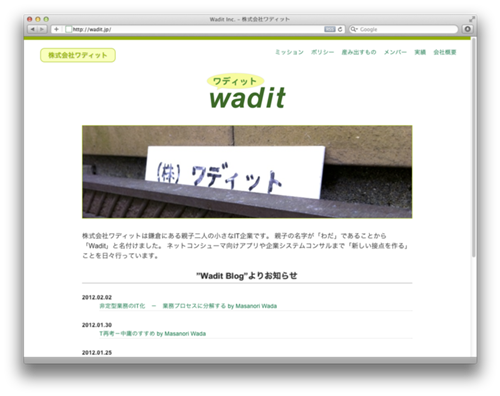 Wadit Inc. - 株式会社ワディット
http://wadit.jp/
Google
株式会社ワディット
ミッション ポリシー 産み出すもの メンバー 実績 会社概要
ワディット
wadit
(株) ワディット
株式会社ワディットは鎌倉にある親子二人の小さなIT企業です。 親子の名字が「わだ」であることから
「Wadit」と名付けました。 ネットコンシューマ向けアプリや企業システムコンサルまで「新しい接点を作る」
ことを日々行っています。
"Wadit Blog"よりお知らせ
2012.02.02
非定型業務のIT化 － 業務プロセスに分解する by Masanori Wada
2012.01.30
T再考－中庸のすすめ by Masanori Wada
2012.01.25